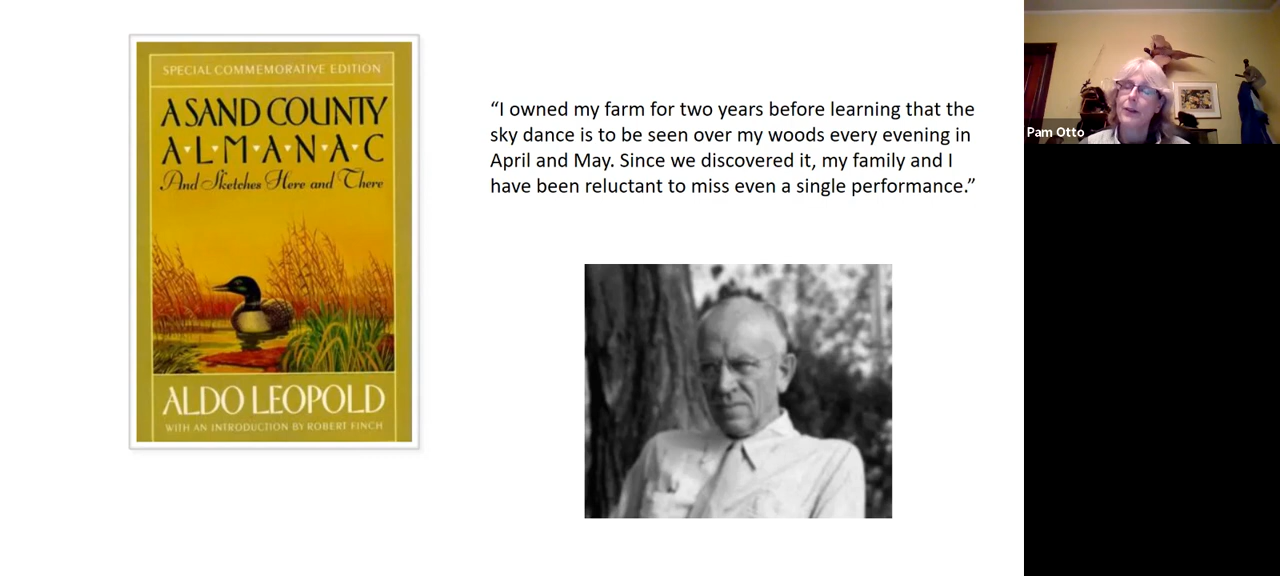 SPECIAL COMMEMORATIVE EDITION
A SAND COUNTY
A·L·M·A·N·A·C
And Sketches Here and There
ALDO LEOPOLD
WITH AN INTRODUCTION BY ROBERT FINCH
“I owned my farm for two years before learning that the
sky dance is to be seen over my woods every evening in
April and May. Since we discovered it, my family and I
have been reluctant to miss even a single performance.”
Pam Otto